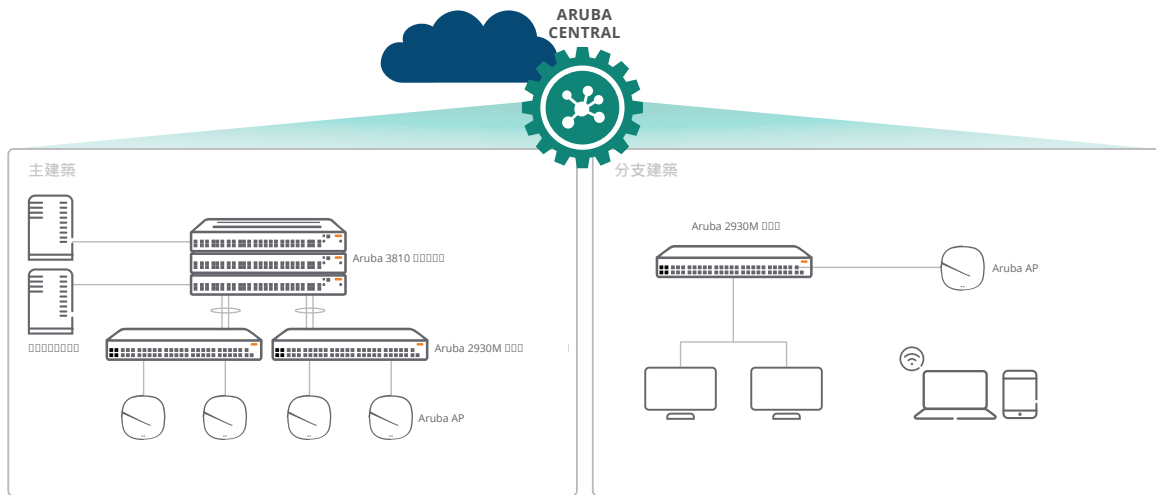 ARUBA
CENTRAL
主建築
分支建築
Aruba 2930M
Aruba 3810
Aruba AP
Aruba 2930M
Aruba AP